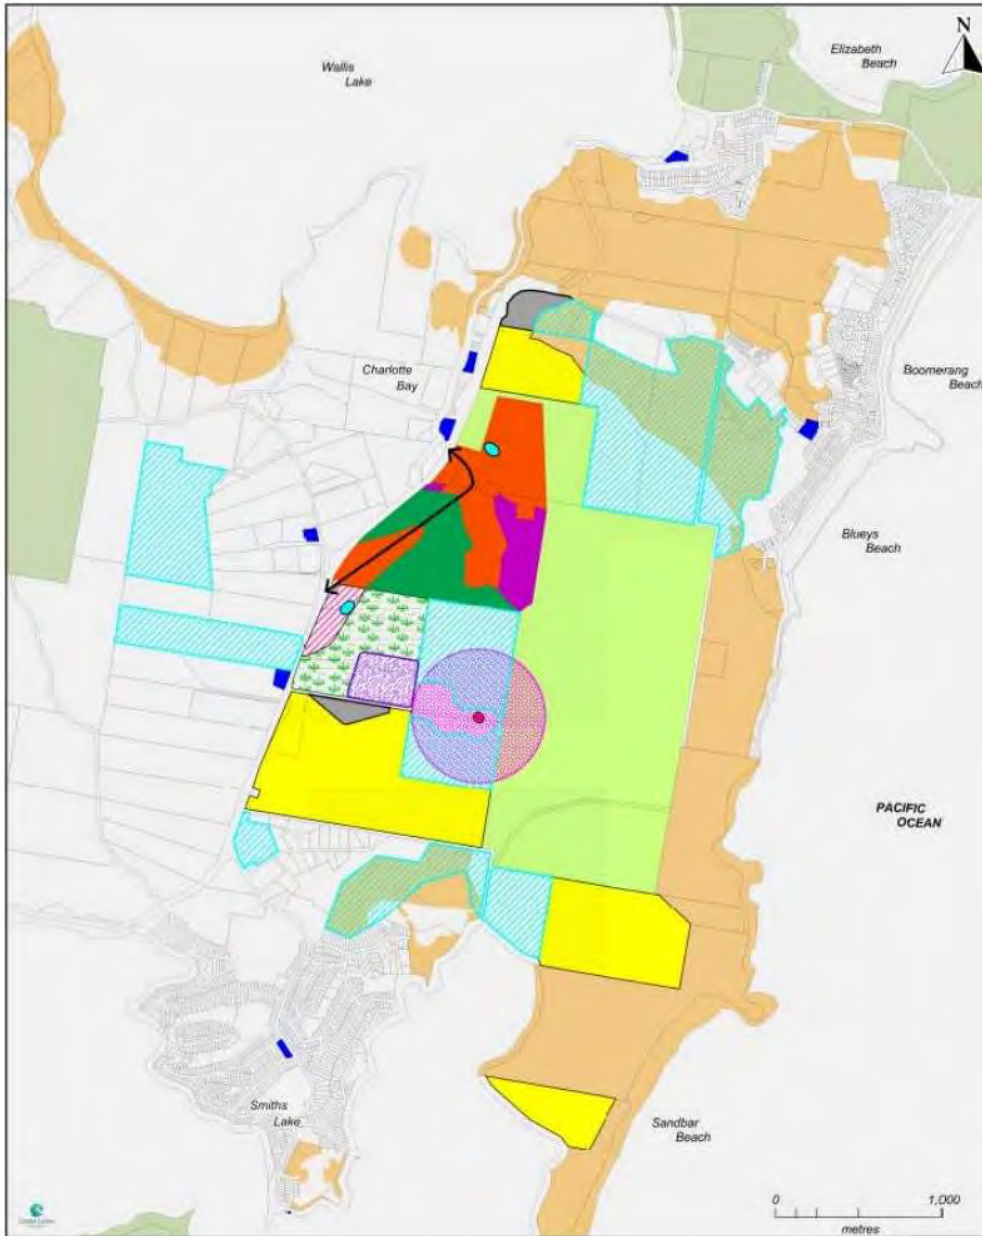 N
Elizabeth
Beach
Wallis
Lake
Charlotte
Bay
Boomerang
Beach
Blueys
Beach
PACIFIC
OCEAN
Smiths
Lake
Sandbar
Beach
0 1,000
metres